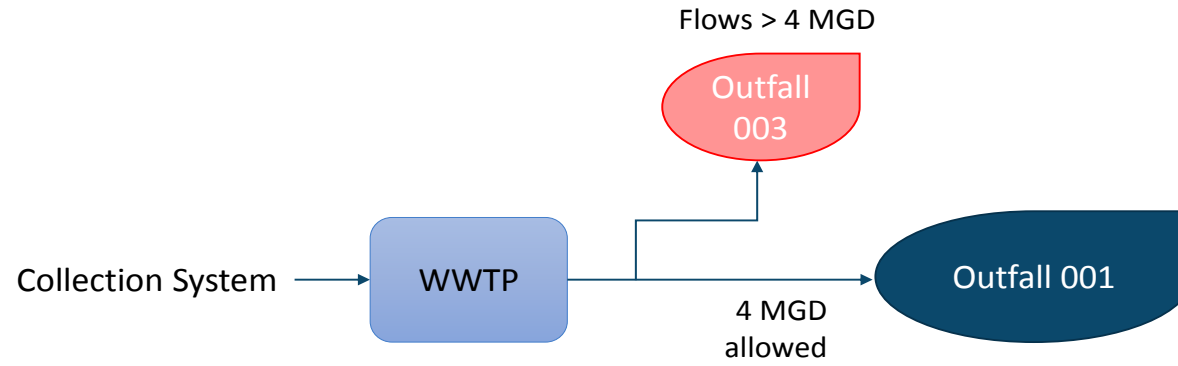 Flows > 4 MGD
Outfall
003
Collection System
WWTP
Outfall 001
4 MGD
allowed